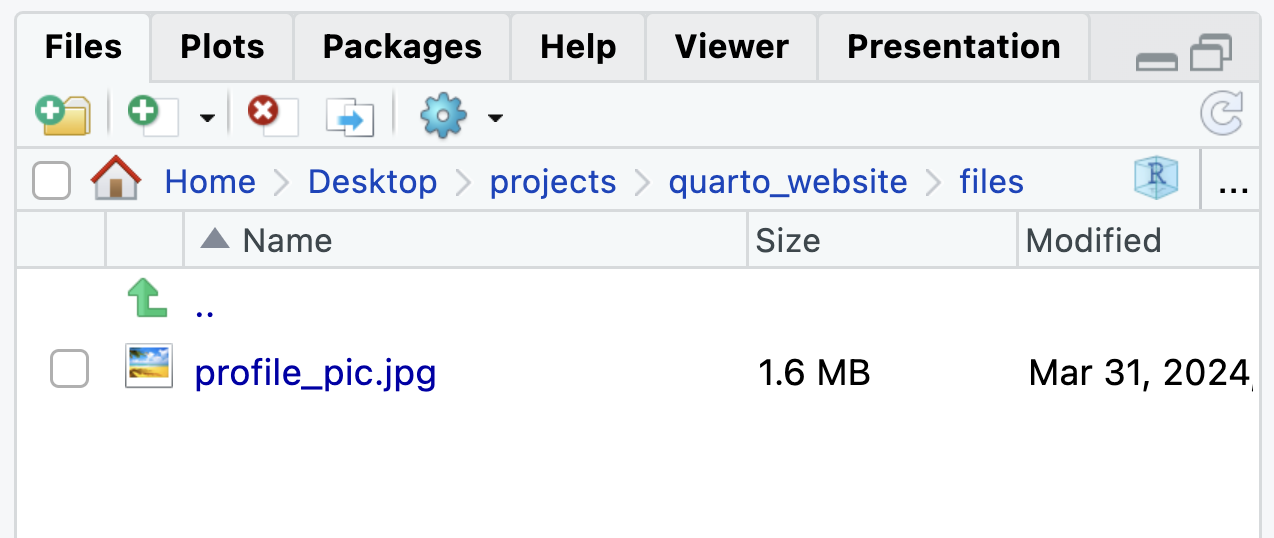 Files Plots Packages Help Viewer Presentation
Home Desktop projects quarto_website files R ...
Name Size Modified
..
profile_pic.jpg 1.6 MB Mar 31, 2024,